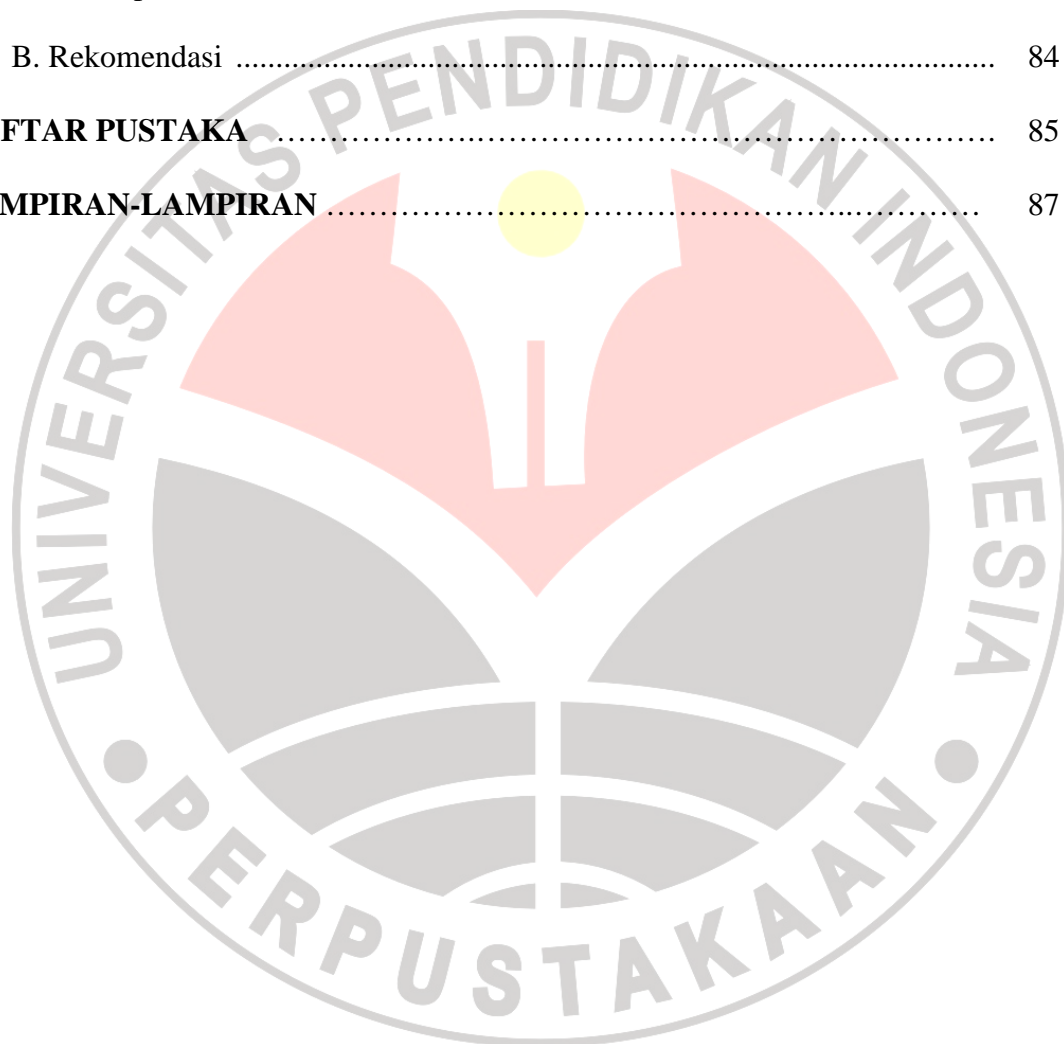 B. Rekomendasi ........................................................................................ 84
FTAR PUSTAKA ……………………………………………………………… 85
MPIRAN-LAMPIRAN ………………………………………………..………… 87
UNIVERSITAS PENDIDIKAN INDONESIA
PERPUSTAKAAN